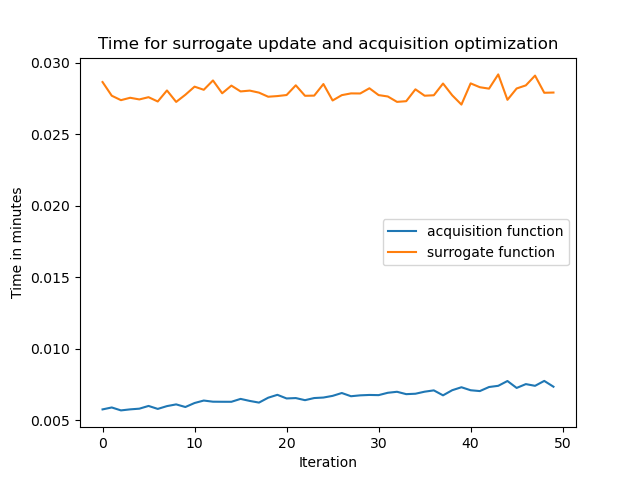 Time for surrogate update and acquisition optimization
0.030
0.025
0.020
0.015
0.010
0.005
Time in minutes
acquisition function
surrogate function
0 10 20 30 40 50
Iteration